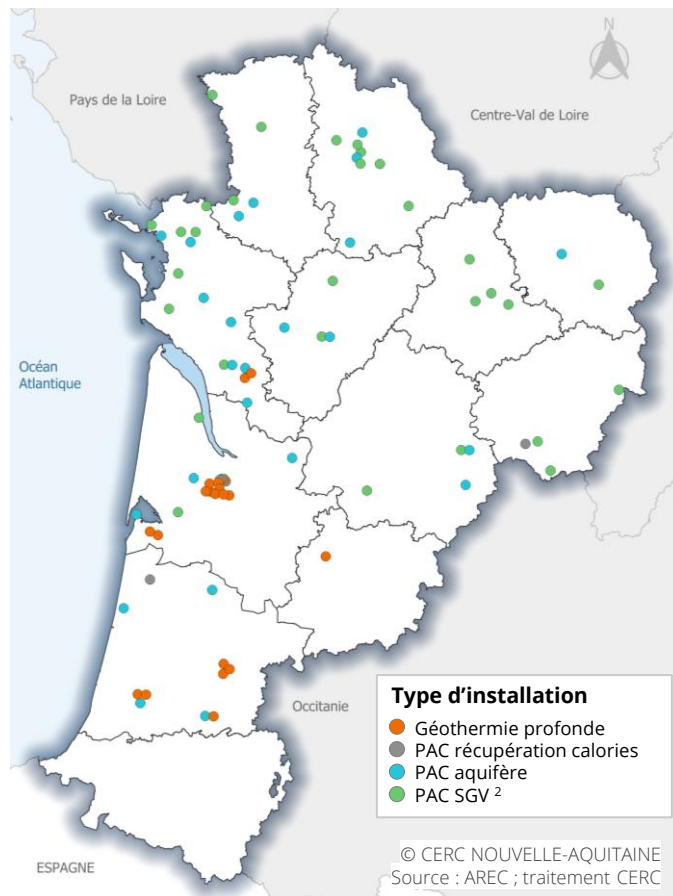 N
Pays de la Loire
Centre-Val de Loire
Océan
Atlantique
Occitanie
ESPAGNE
Type d'installation
Géothermie profonde
PAC récupération calories
PAC aquifère
PAC SGV ²
© CERC NOUVELLE-AQUITAINE
Source : AREC ; traitement CERC